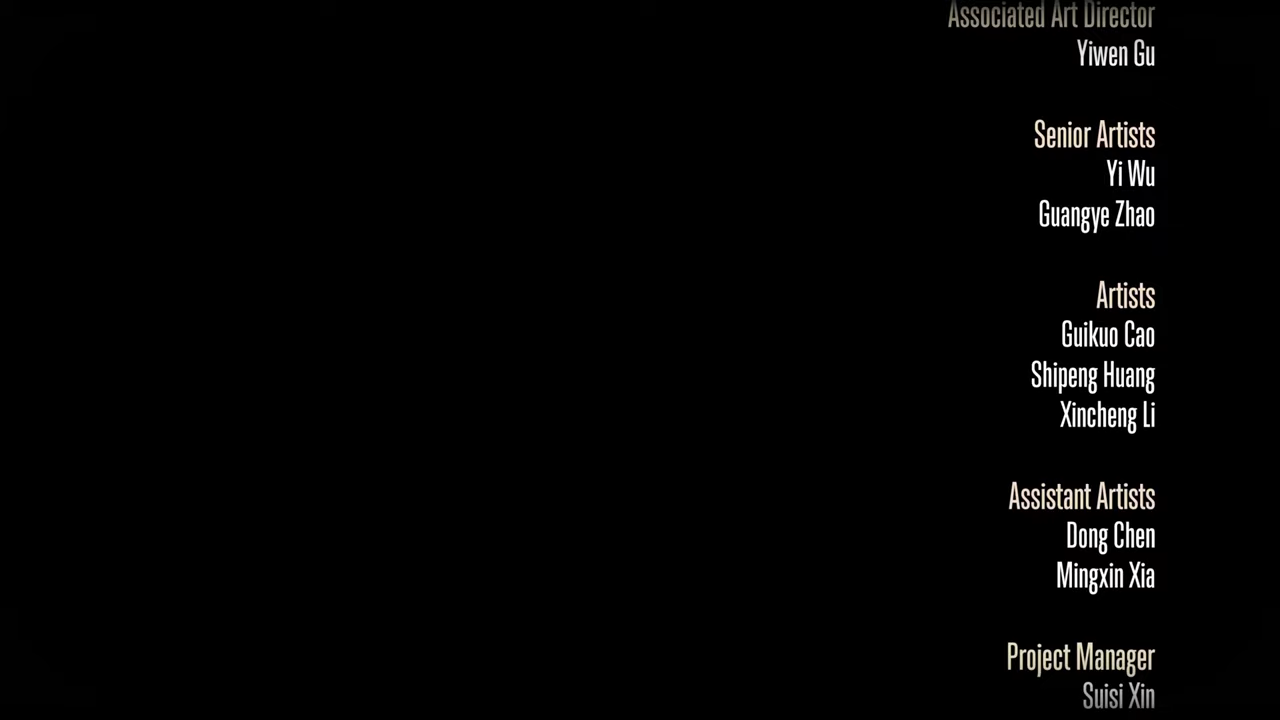 Associated Art Director
Yiwen Gu
Senior Artists
Yi Wu
Guangye Zhao
Artists
Guikuo Cao
Shipeng Huang
Xincheng Li
Assistant Artists
Dong Chen
Mingxin Xia
Project Manager
Suisi Xin